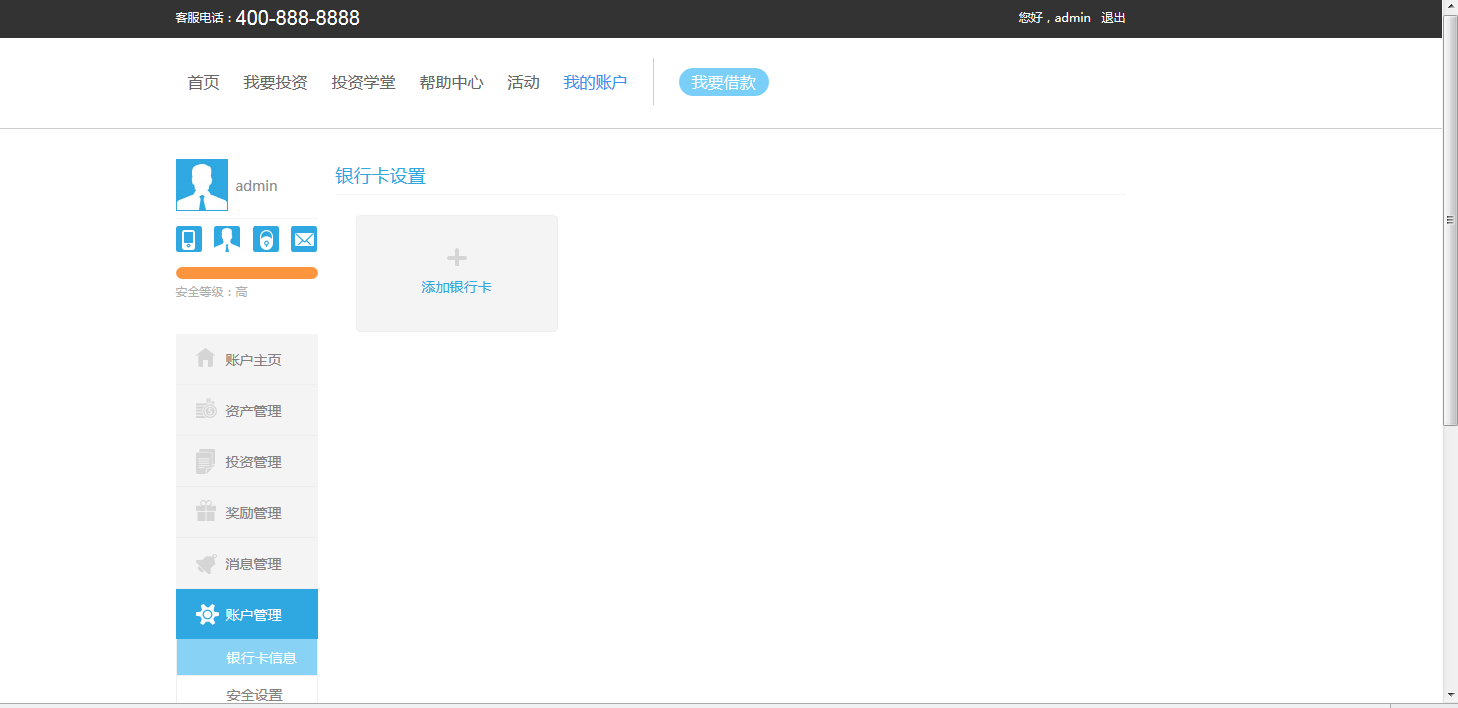 客服电话：400-888-8888
您好，admin 退出
首页 我要投资 投资学堂 帮助中心 活动 我的账户 我要借款
admin
银行卡设置
添加银行卡
安全等级：高
账户主页
资产管理
投资管理
奖励管理
消息管理
账户管理
银行卡信息
安全设置